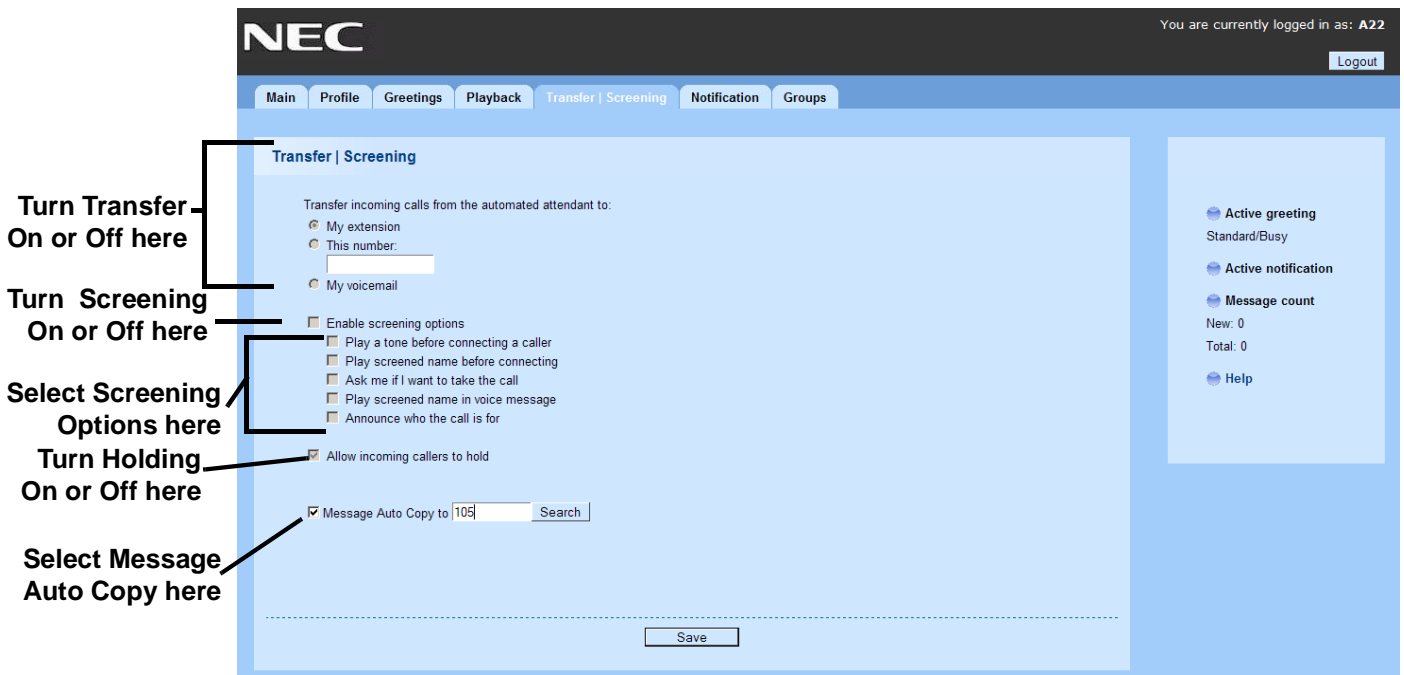 NEC
You are currently logged in as: A22
Logout
Main
Profile
Greetings
Playback
Transfer | Screening
Notification
Groups
Transfer | Screening
Turn Transfer
On or Off here
Transfer incoming calls from the automated attendant to:
My extension
This number:
My voicemail
Turn Screening
On or Off here
Enable screening options
Play a tone before connecting a caller
Play screened name before connecting
Ask me if I want to take the call
Play screened name in voice message
Announce who the call is for
Select Screening
Options here
Turn Holding
On or Off here
Allow incoming callers to hold
Message Auto Copy to 105 Search
Select Message
Auto Copy here
Save
Active greeting
Standard/Busy
Active notification
Message count
New: 0
Total: 0
Help